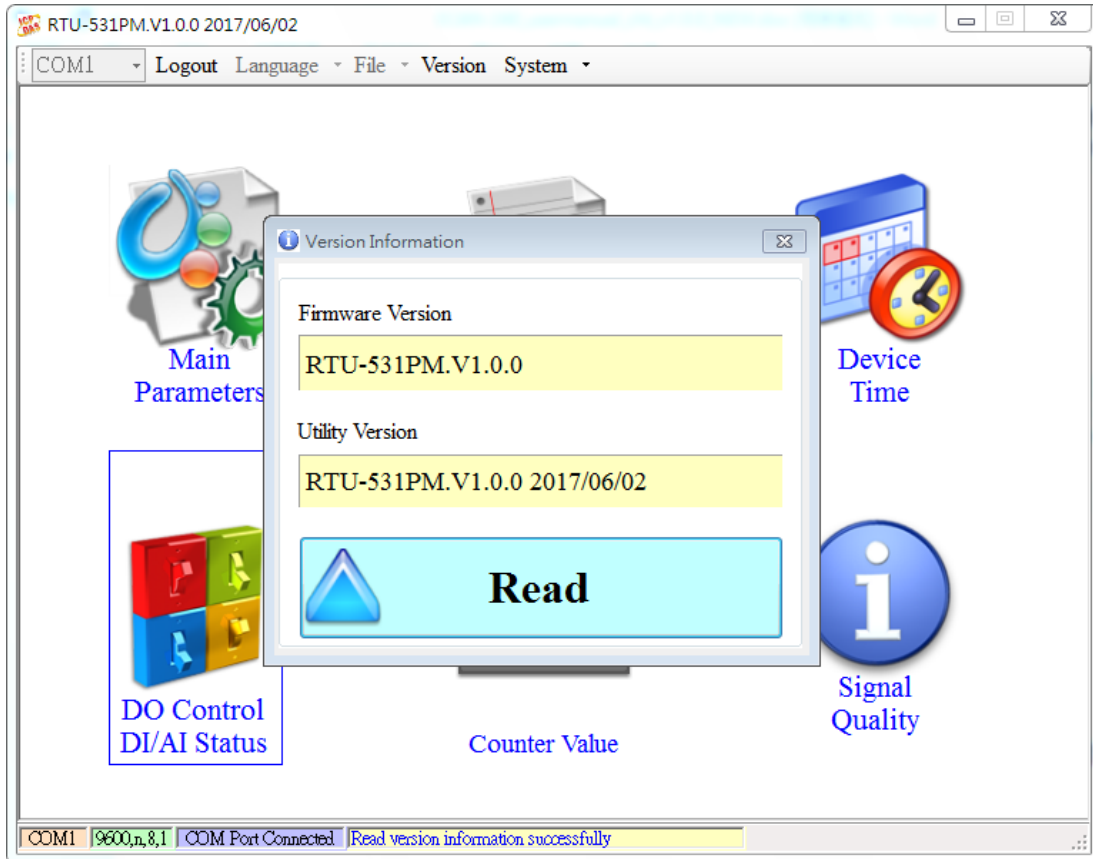 RTU-531PM.V1.0.0 2017/06/02
COM1 Logout Language File Version System
Version Information
Firmware Version
RTU-531PM.V1.0.0
Utility Version
RTU-531PM.V1.0.0 2017/06/02
Read
Main
Parameters
Device
Time
DO Control
DI/AI Status
Counter Value
Signal
Quality
COM1 9600,n,8,1 COM Port Connected Read version information successfully